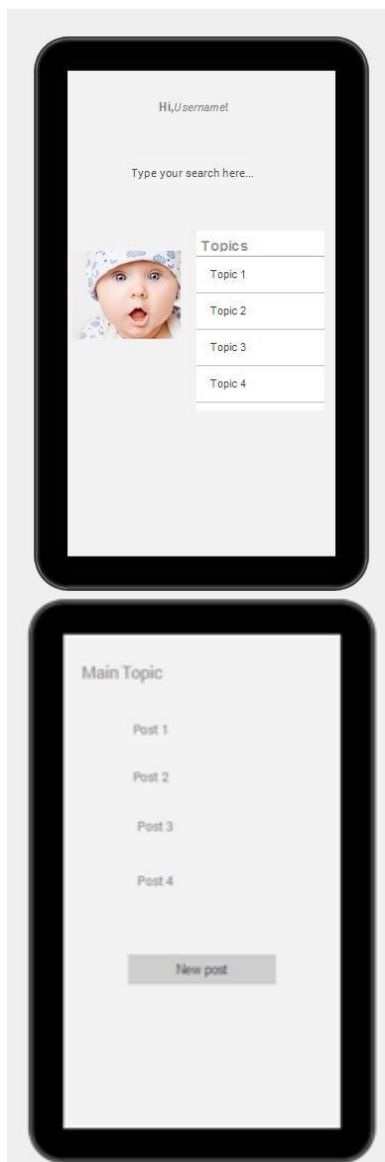 Hi,Username!
Type your search here...
Topics
Topic 1
Topic 2
Topic 3
Topic 4
Main Topic
Post 1
Post 2
Post 3
Post 4
New post